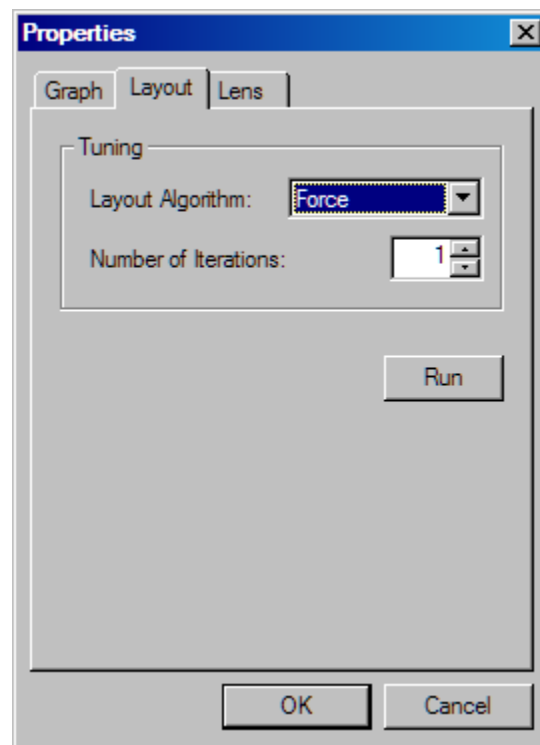 Properties
Graph Layout Lens
Tuning
Layout Algorithm: Force
Number of Iterations: 1
Run
OK Cancel